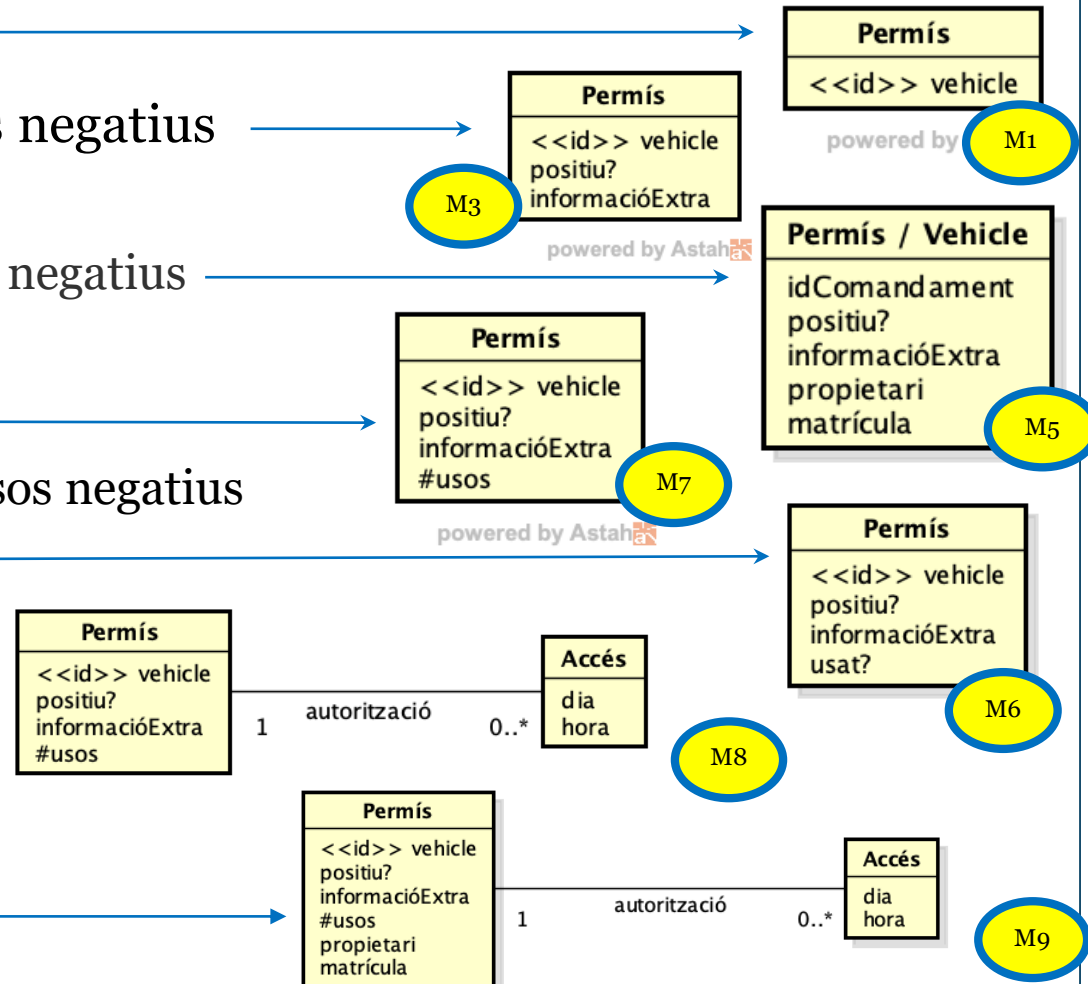 Permís
<<id>> vehicle
powered by
M1
s negatius
Permís
<<id>> vehicle
positiu?
informacióExtra
M3
powered by Astah
negatius
Permís / Vehicle
idComandament
positiu?
informacióExtra
propietari
matrícula
M5
Permís
<<id>> vehicle
positiu?
informacióExtra
#usos
M7
powered by Astah
sos negatius
Permís
<<id>> vehicle
positiu?
informacióExtra
usat?
M6
Permís
<<id>> vehicle
positiu?
informacióExtra
#usos
1
autorització
0..*
Accés
dia
hora
M8
Permís
<<id>> vehicle
positiu?
informacióExtra
#usos
propietari
matrícula
1
autorització
0..*
Accés
dia
hora
M9